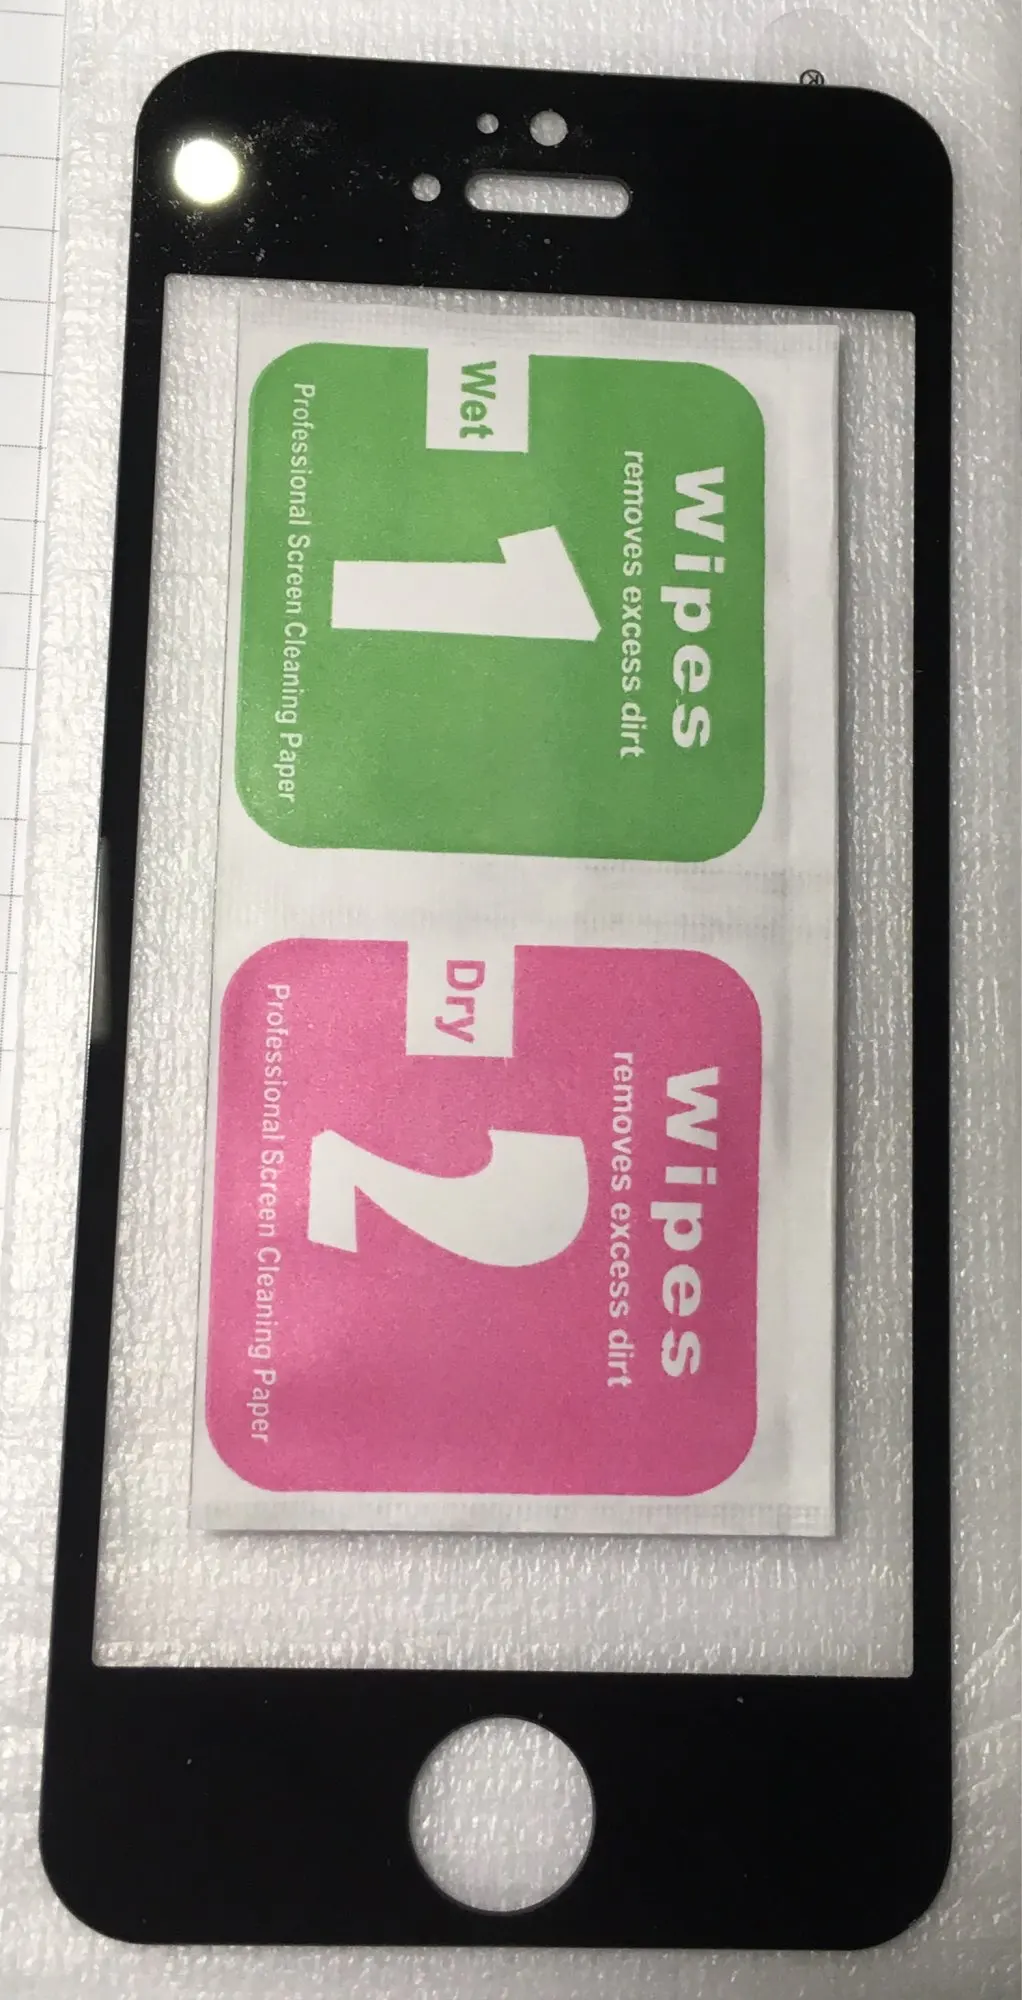 ®
Wipes
removes excess dirt
Wet
1
Professional Screen Cleaning Paper
Wipes
removes excess dirt
Dry
2
Professional Screen Cleaning Paper